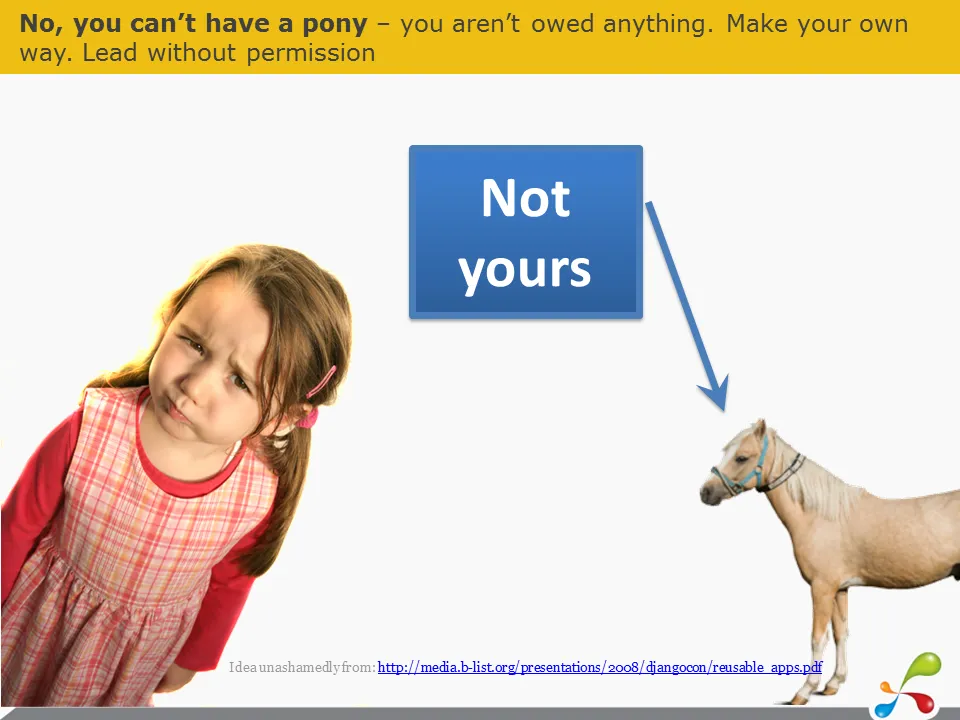 No, you can’t have a pony – you aren’t owed anything. Make your own
way. Lead without permission
Not
yours
Idea unashamedly from: http://media.b-list.org/presentations/2008/djangocon/reusable_apps.pdf